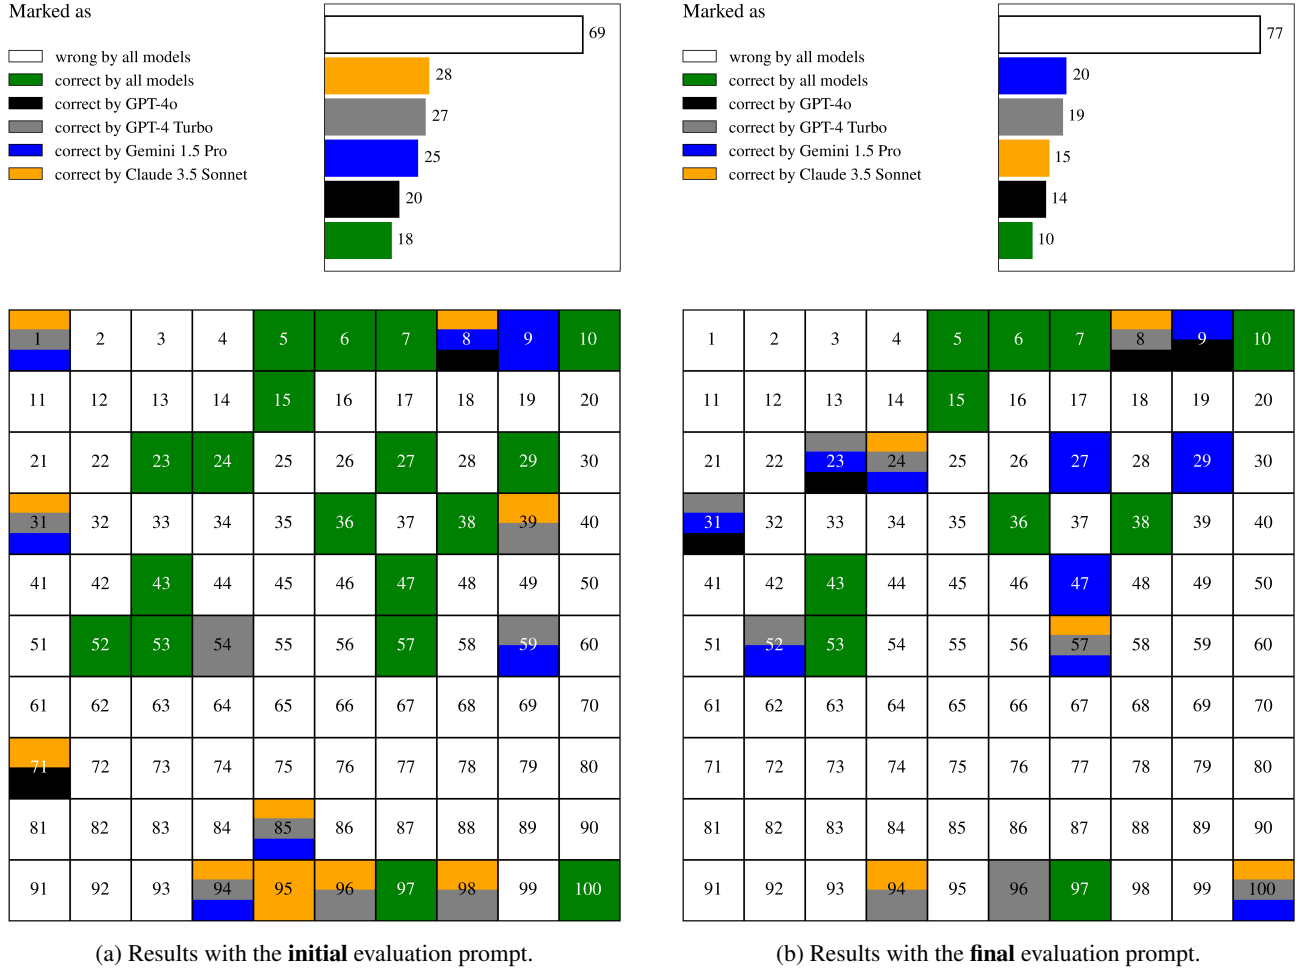 Marked as
wrong by all models
correct by all models
correct by GPT-4o
correct by GPT-4 Turbo
correct by Gemini 1.5 Pro
correct by Claude 3.5 Sonnet
69
28
27
25
20
18
1 2 3 4 5 6 7 8 9 10
11 12 13 14 15 16 17 18 19 20
21 22 23 24 25 26 27 28 29 30
31 32 33 34 35 36 37 38 39 40
41 42 43 44 45 46 47 48 49 50
51 52 53 54 55 56 57 58 59 60
61 62 63 64 65 66 67 68 69 70
71 72 73 74 75 76 77 78 79 80
81 82 83 84 85 86 87 88 89 90
91 92 93 94 95 96 97 98 99 100
(a) Results with the initial evaluation prompt.
Marked as
wrong by all models
correct by all models
correct by GPT-4o
correct by GPT-4 Turbo
correct by Gemini 1.5 Pro
correct by Claude 3.5 Sonnet
77
20
19
15
14
10
1 2 3 4 5 6 7 8 9 10
11 12 13 14 15 16 17 18 19 20
21 22 23 24 25 26 27 28 29 30
31 32 33 34 35 36 37 38 39 40
41 42 43 44 45 46 47 48 49 50
51 52 53 54 55 56 57 58 59 60
61 62 63 64 65 66 67 68 69 70
71 72 73 74 75 76 77 78 79 80
81 82 83 84 85 86 87 88 89 90
91 92 93 94 95 96 97 98 99 100
(b) Results with the final evaluation prompt.